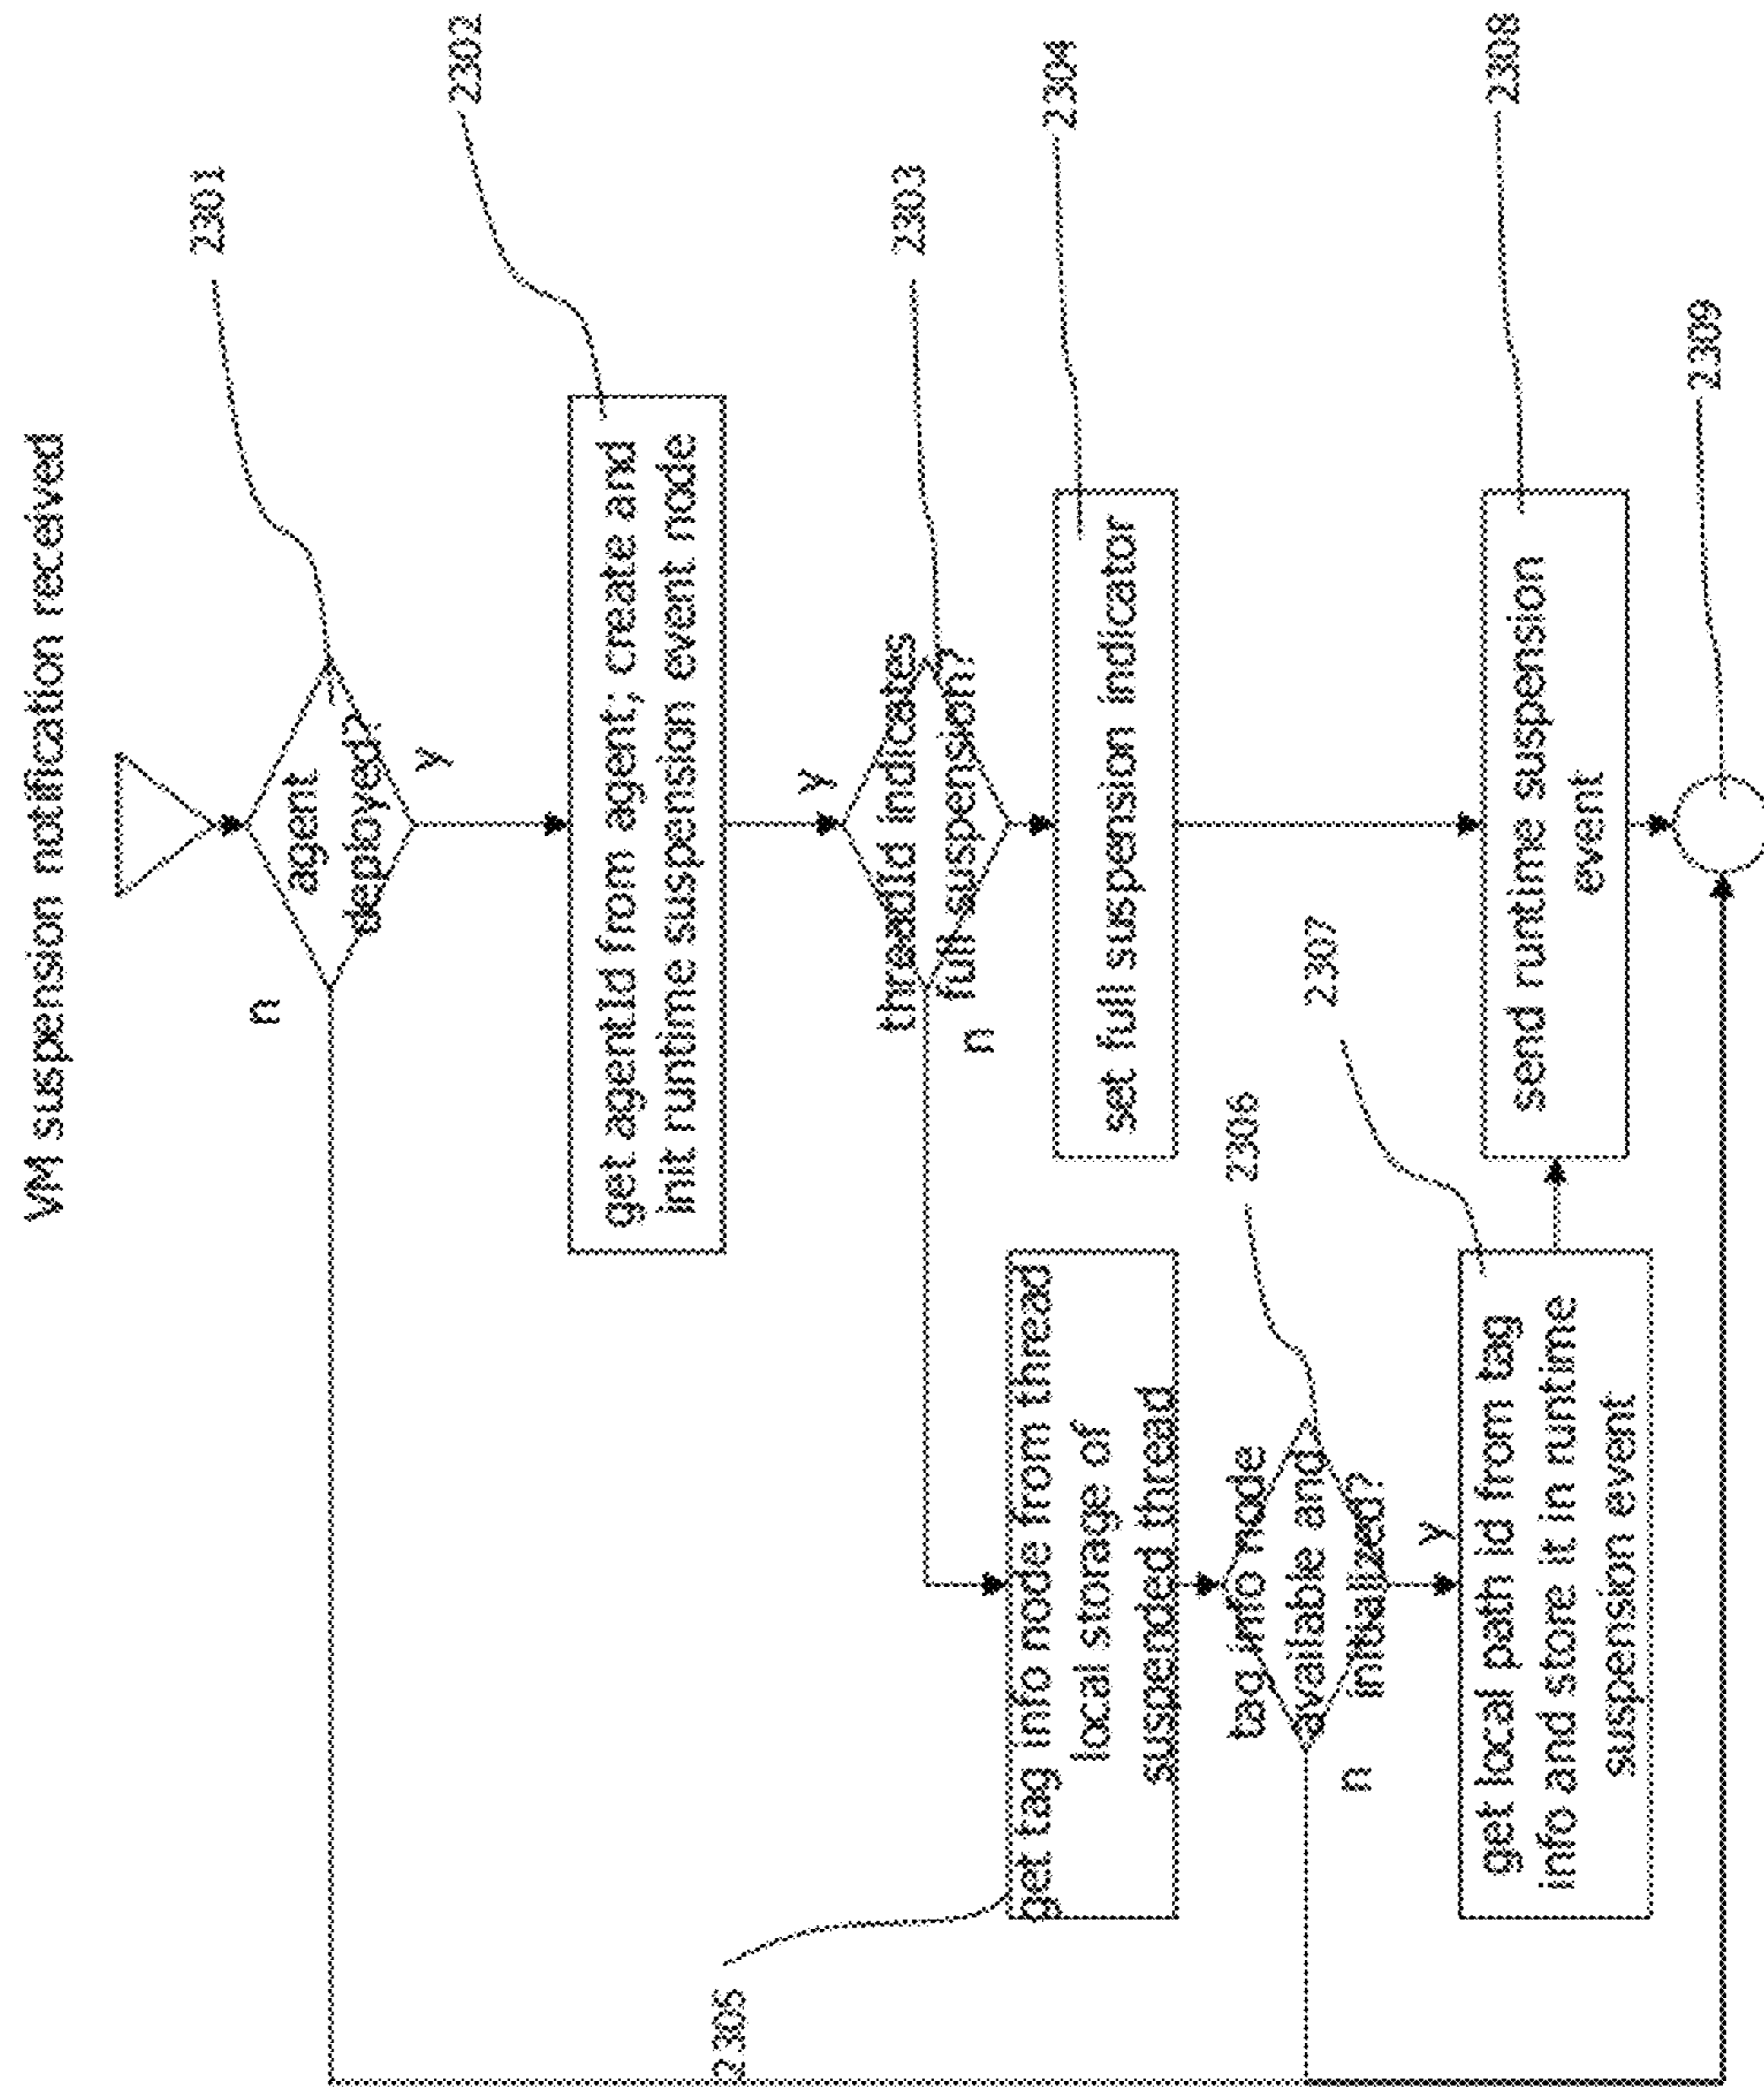 VM suspension notification received
2301
agent
deployed?
n
y
2302
get agentId from agent; create and
init runtime suspension event node
y
2303
threadId indicates
full suspension?
n
2304
set full suspension indicator
2305
get tag info node from thread
local storage of
suspended thread
2306
tag info node
available and
initialized?
n
y
2307
get local path id from tag
info and store it in runtime
suspension event
2308
send runtime suspension
event
2309